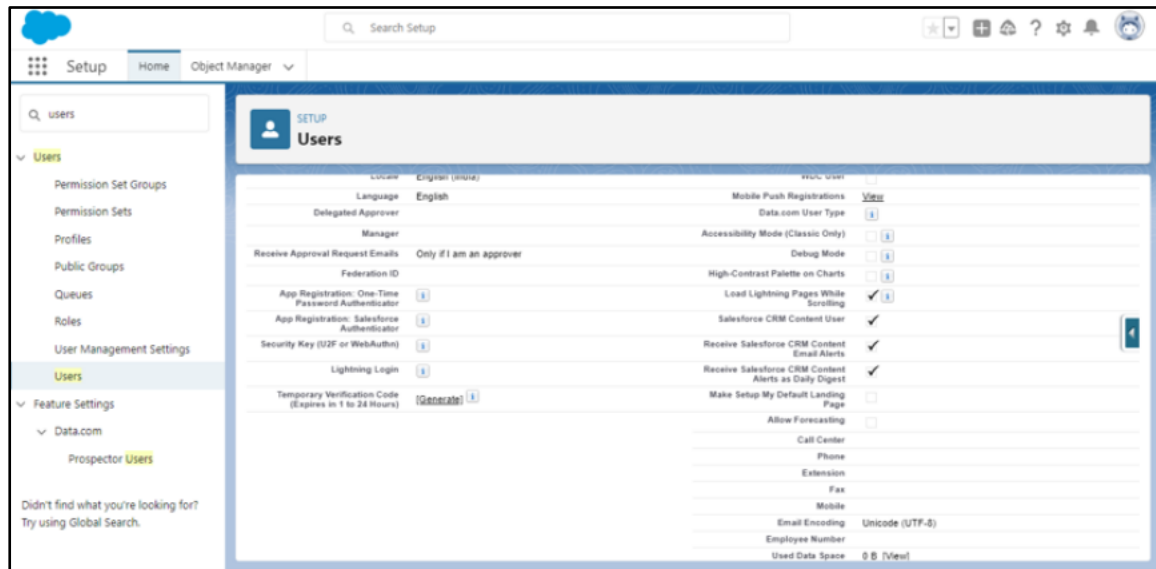 Search Setup
Setup
Home
Object Manager
users
Users
Permission Set Groups
Permission Sets
Profiles
Public Groups
Queues
Roles
User Management Settings
Users
Feature Settings
Data.com
Prospector Users
Didn't find what you're looking for?
Try using Global Search.
SETUP
Users
Locale English (India) WDC User
Language English Mobile Push Registrations View
Delegated Approver Data.com User Type
Manager Accessibility Mode (Classic Only)
Receive Approval Request Emails Only if I am an approver Debug Mode
Federation ID High-Contrast Palette on Charts
App Registration: One-Time Load Lightning Pages While
Password Authenticator Scrolling
App Registration: Salesforce Salesforce CRM Content User
Authenticator
Security Key (U2F or WebAuthn) Receive Salesforce CRM Content
Email Alerts
Lightning Login Receive Salesforce CRM Content
Alerts as Daily Digest
Temporary Verification Code [Generate] Make Setup My Default Landing
(Expires in 1 to 24 Hours) Page
Allow Forecasting
Call Center
Phone
Extension
Fax
Mobile
Email Encoding Unicode (UTF-8)
Employee Number
Used Data Space 0 B [View]